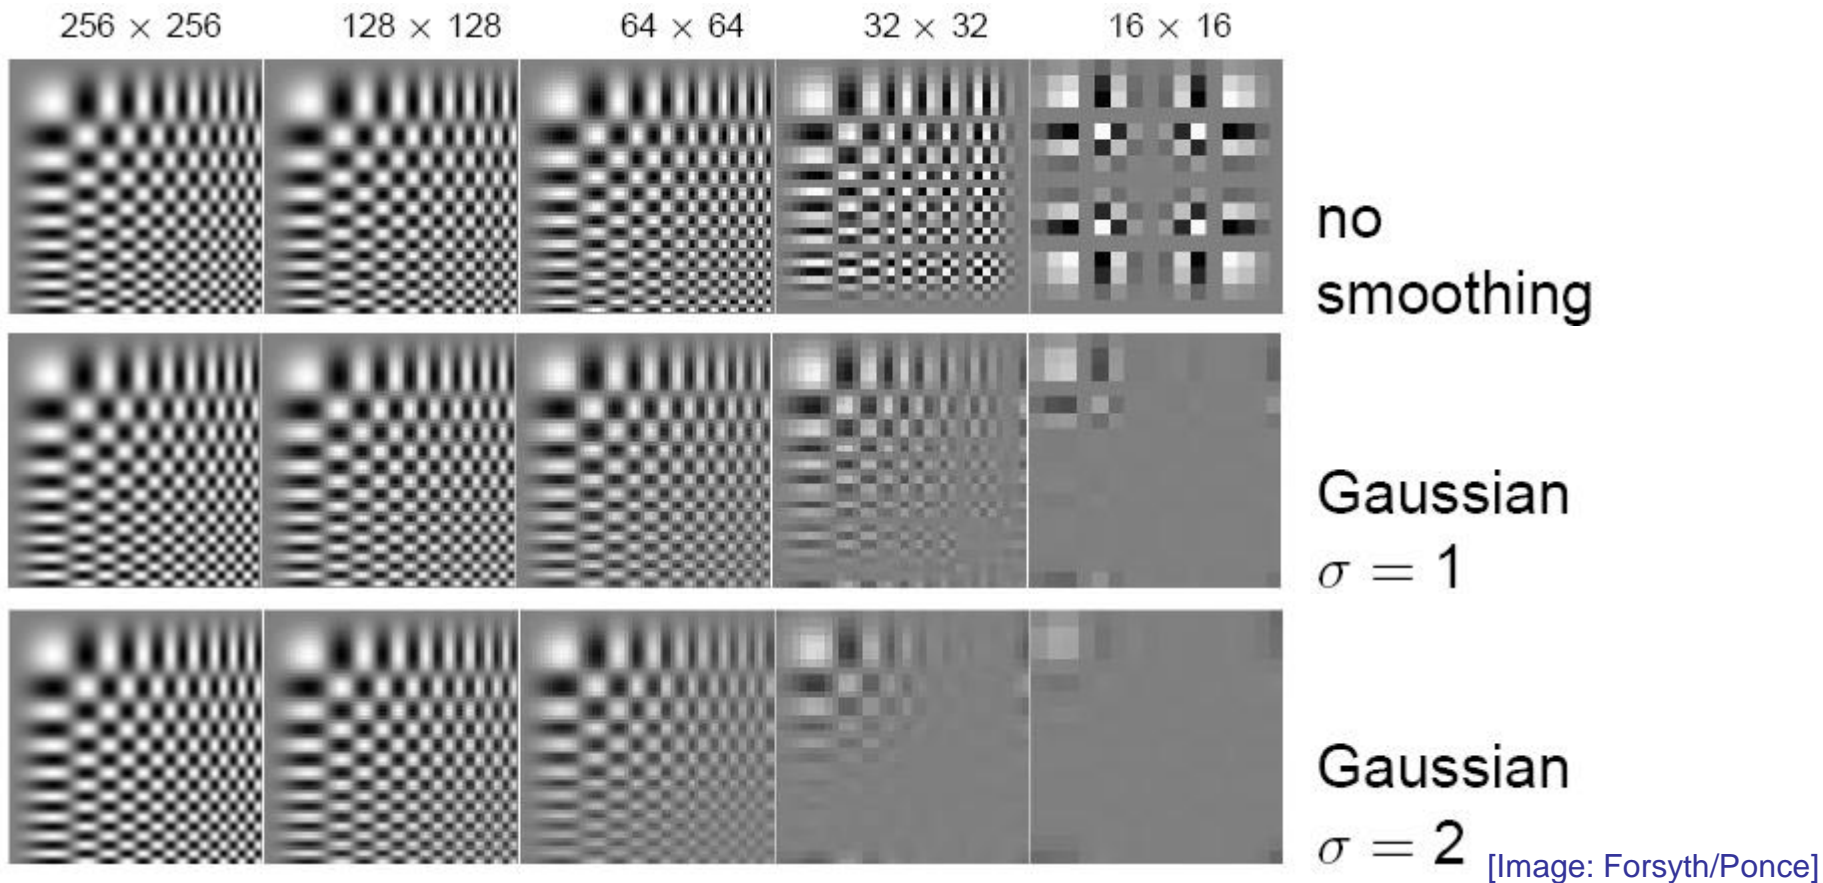 256 × 256 128 × 128 64 × 64 32 × 32 16 × 16
no
smoothing
Gaussian
σ = 1
Gaussian
σ = 2
[Image: Forsyth/Ponce]